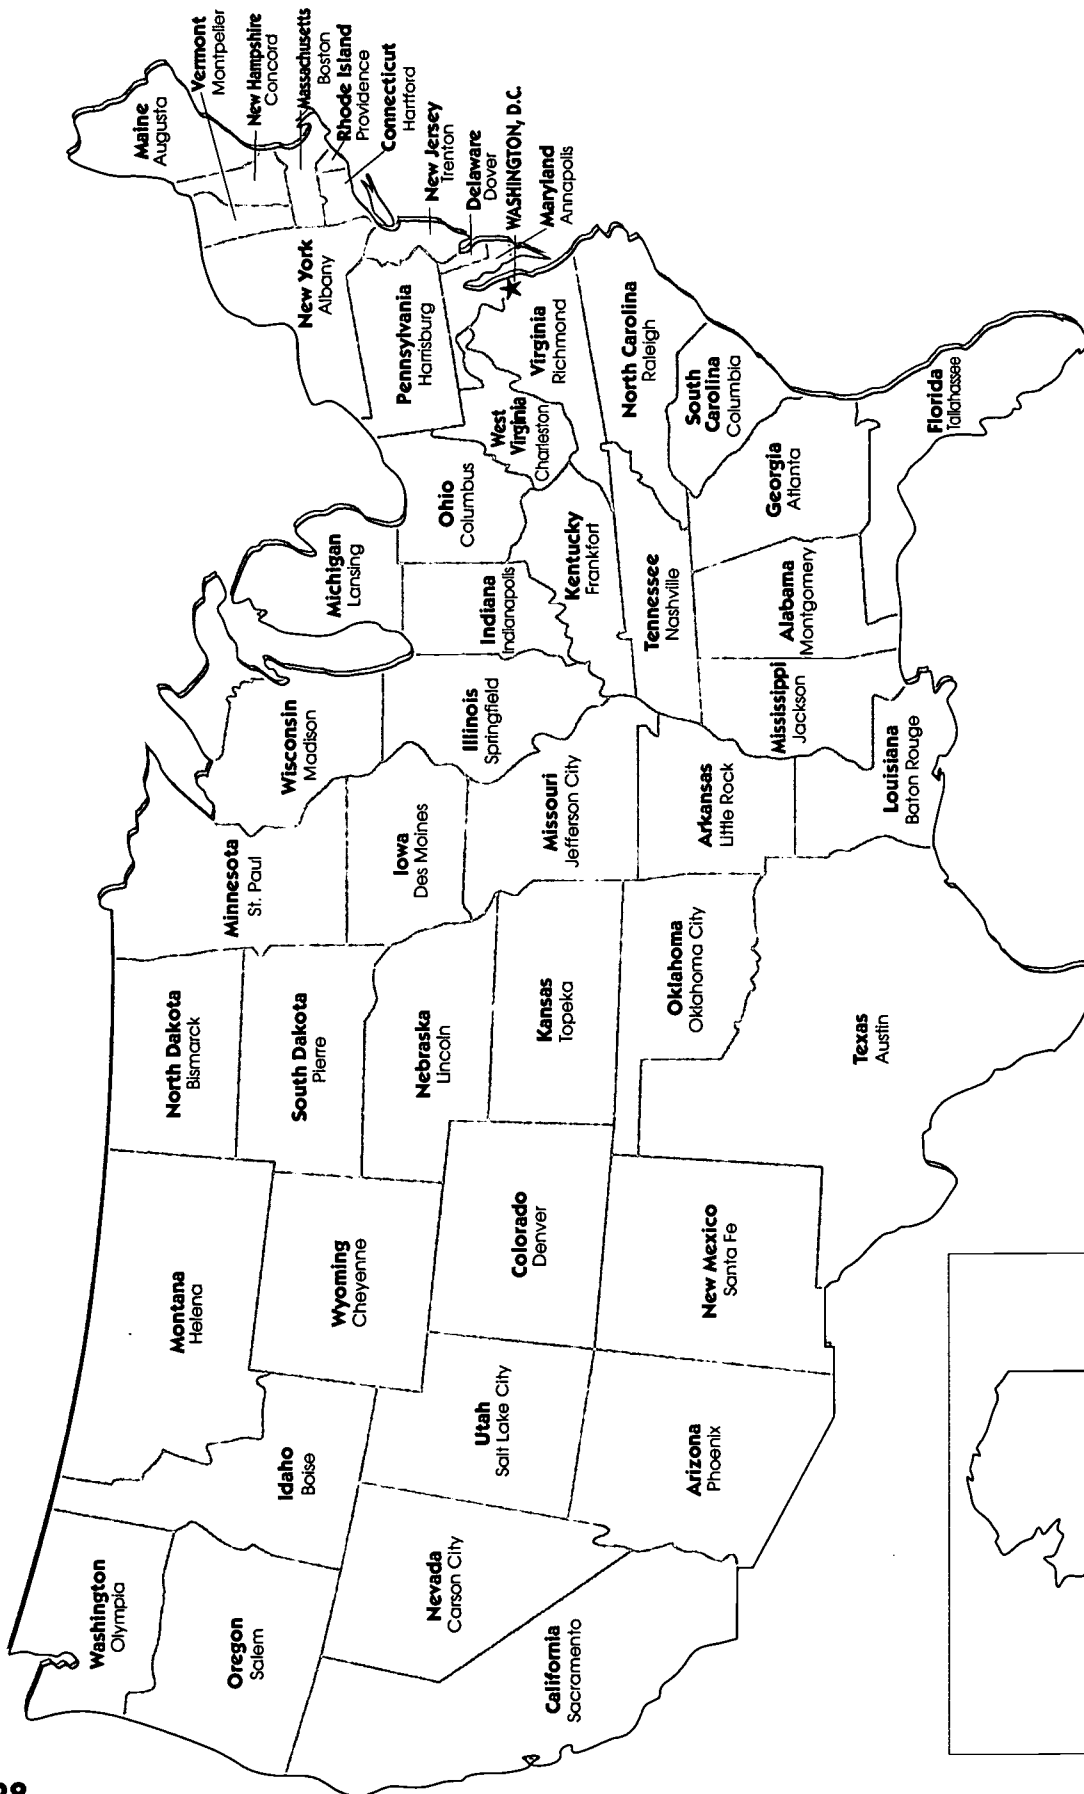 Washington
Olympia
Oregon
Salem
California
Sacramento
Nevada
Carson City
Idaho
Boise
Montana
Helena
Wyoming
Cheyenne
Utah
Salt Lake City
Arizona
Phoenix
Colorado
Denver
New Mexico
Santa Fe
North Dakota
Bismarck
South Dakota
Pierre
Nebraska
Lincoln
Kansas
Topeka
Oklahoma
Oklahoma City
Texas
Austin
Minnesota
St. Paul
Iowa
Des Moines
Missouri
Jefferson City
Arkansas
Little Rock
Louisiana
Baton Rouge
Wisconsin
Madison
Illinois
Springfield
Mississippi
Jackson
Michigan
Lansing
Indiana
Indianapolis
Kentucky
Frankfort
Tennessee
Nashville
Alabama
Montgomery
Ohio
Columbus
West
Virginia
Charleston
Georgia
Atlanta
Florida
Tallahassee
South
Carolina
Columbia
North Carolina
Raleigh
Virginia
Richmond
Pennsylvania
Harrisburg
New York
Albany
Maine
Augusta
Vermont
Montpelier
New Hampshire
Concord
Massachusetts
Boston
Rhode Island
Providence
Connecticut
Hartford
New Jersey
Trenton
Delaware
Dover
WASHINGTON, D.C.
Maryland
Annapolis